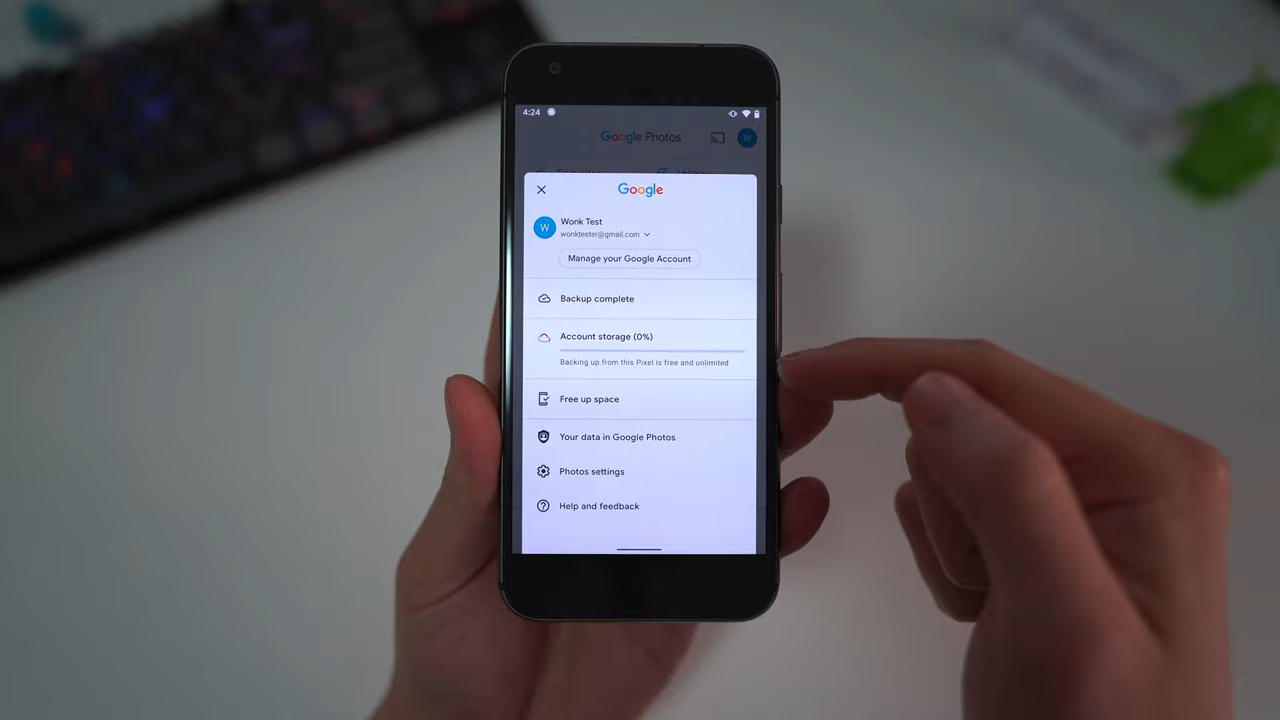 4:24
Google Photos
W
Google
Wonk Test
W
wonktester@gmail.com
Manage your Google Account
Backup complete
Account storage (0%)
Backing up from this Pixel is free and unlimited
Free up space
Your data in Google Photos
Photos settings
Help and feedback